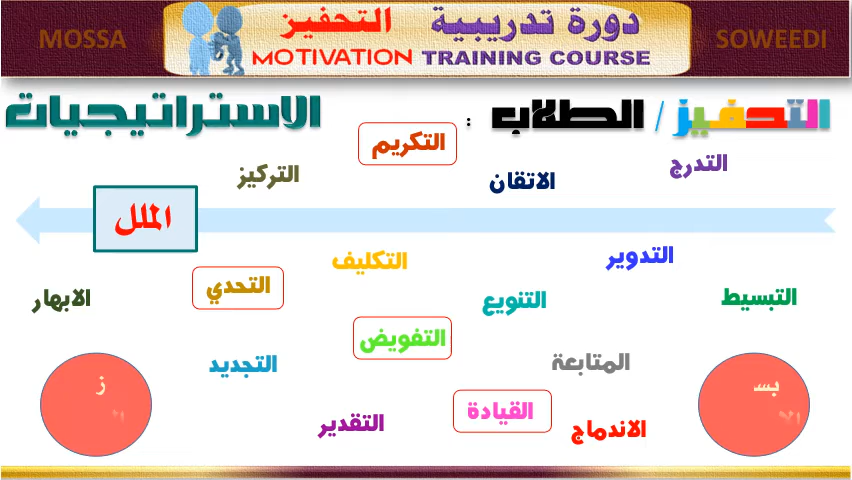 MOSSA
دورة تدريبية التحفيز
MOTIVATION TRAINING COURSE
SOWEEDI
التحفيز / الطلاب : الاستراتيجيات
التكريم
التدرج
التركيز
الاتقان
الملل
التدوير
التكليف
التحدي
الابهار
التنويع
التبسيط
التفويض
المتابعة
التجديد
القيادة
التقدير
الاندماج